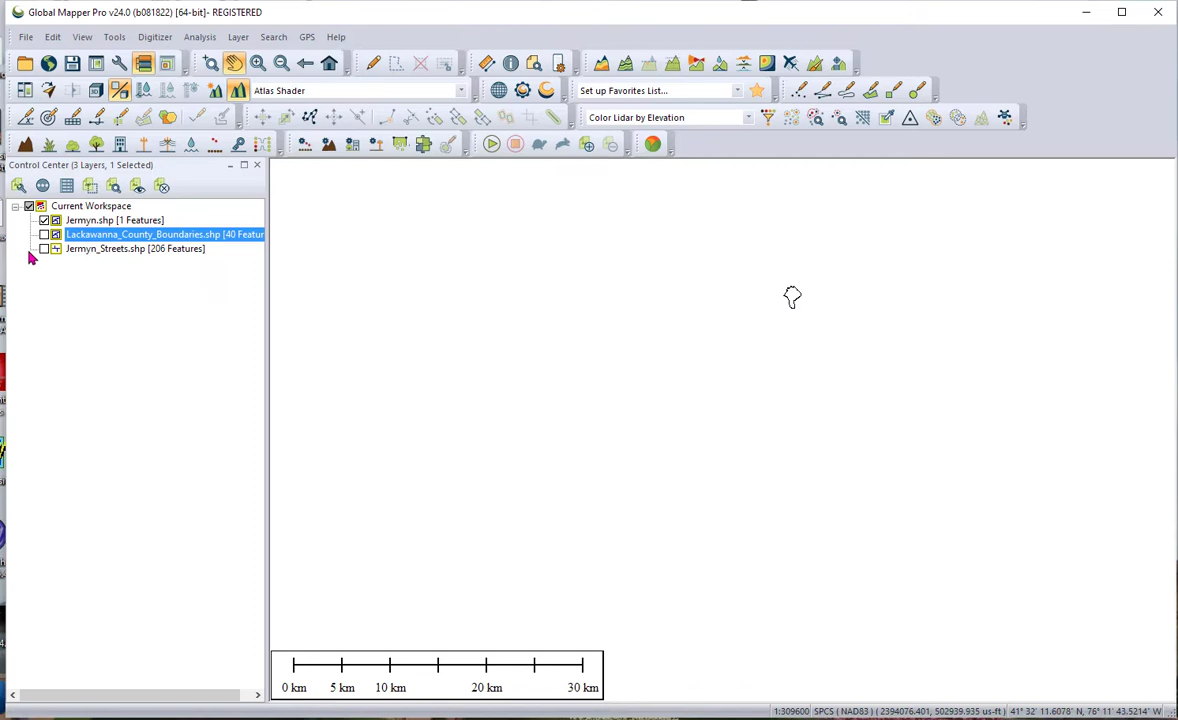 Global Mapper Pro v24.0 (b081822) [64-bit]- REGISTERED
File Edit View Tools Digitizer Analysis Layer Search GPS Help
Atlas Shader
Set up Favorites List...
Color Lidar by Elevation
Control Center (3 Layers, 1 Selected)
Current Workspace
Jermyn.shp [1 Features]
Lackawanna_County_Boundaries.shp [40 Featur
Jermyn_Streets.shp [206 Features]
0 km 5 km 10 km 20 km 30 km
1:309600 SPCS (NAD83) ( 2394076.401, 502939.935 us-ft ) 41° 32' 11.6078" N, 76° 11' 43.5214" W